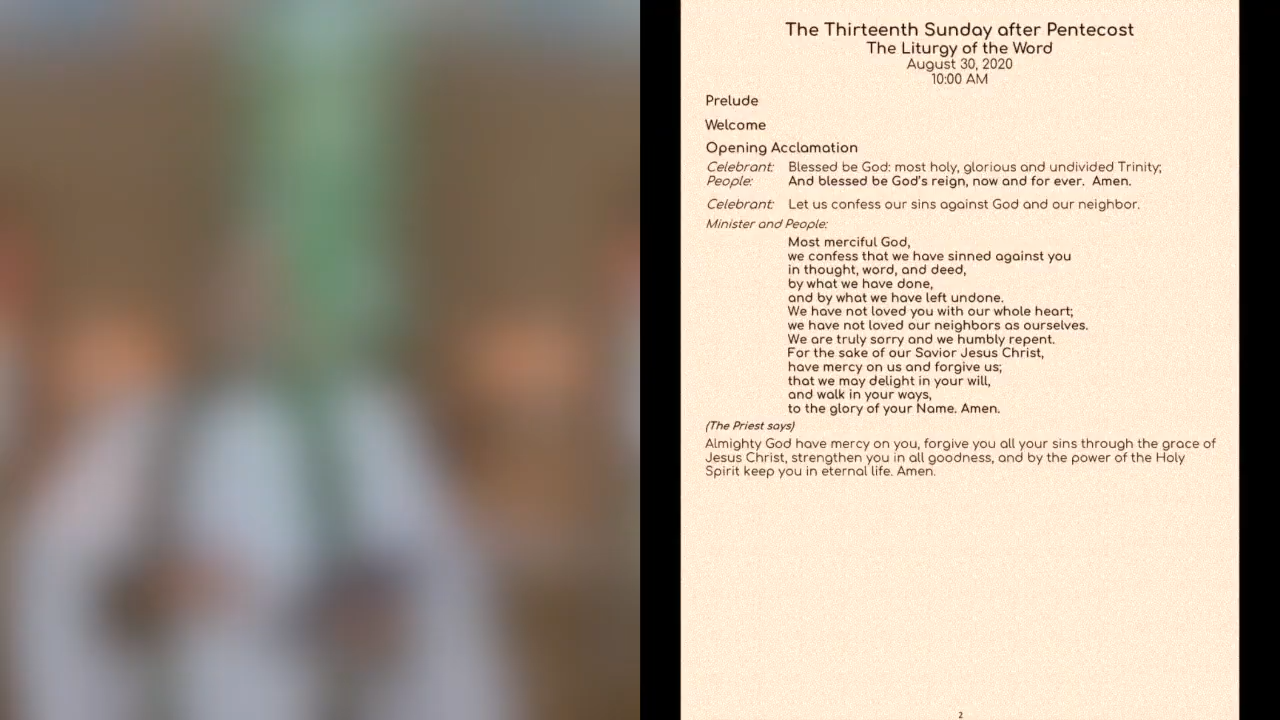 The Thirteenth Sunday after Pentecost
The Liturgy of the Word
August 30, 2020
10:00 AM
Prelude
Welcome
Opening Acclamation
Celebrant: Blessed be God: most holy, glorious and undivided Trinity;
People: And blessed be God’s reign, now and for ever. Amen.
Celebrant: Let us confess our sins against God and our neighbor.
Minister and People:
Most merciful God,
we confess that we have sinned against you
in thought, word, and deed,
by what we have done,
and by what we have left undone.
We have not loved you with our whole heart;
we have not loved our neighbors as ourselves.
We are truly sorry and we humbly repent.
For the sake of our Savior Jesus Christ,
have mercy on us and forgive us;
that we may delight in your will,
and walk in your ways,
to the glory of your Name. Amen.
(The Priest says)
Almighty God have mercy on you, forgive you all your sins through the grace of
Jesus Christ, strengthen you in all goodness, and by the power of the Holy
Spirit keep you in eternal life. Amen.
2